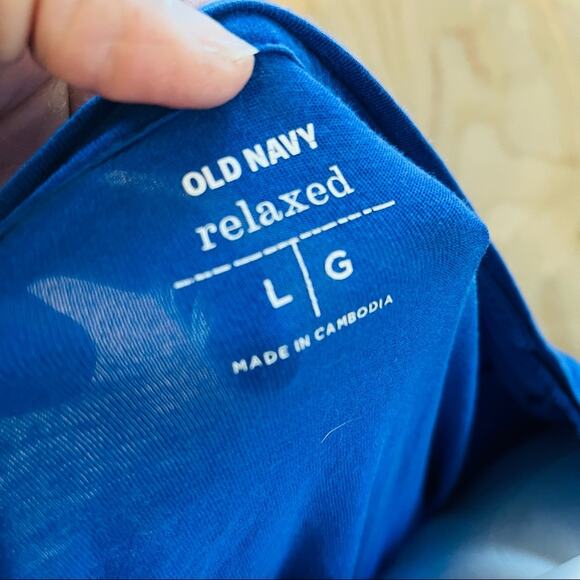 OLD NAVY
relaxed
L | G
MADE IN CAMBODIA